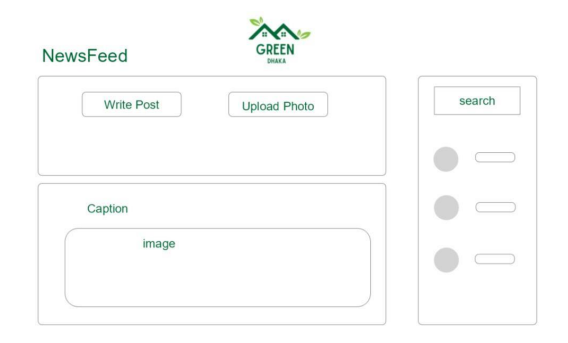 GREEN
DHAKA
NewsFeed
Write Post
Upload Photo
search
Caption
image